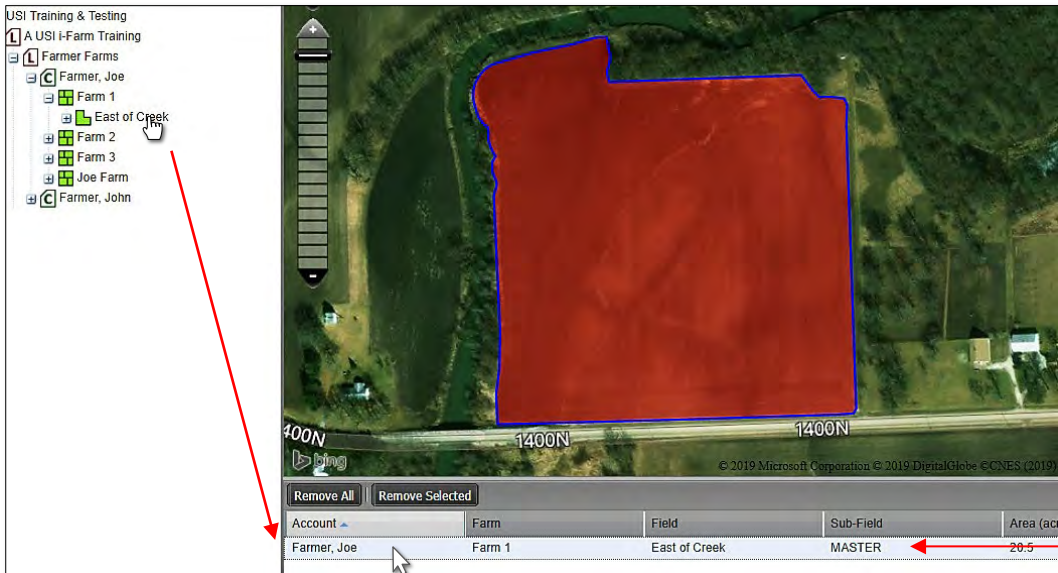 USI Training & Testing
L A USI i-Farm Training
L Farmer Farms
C Farmer, Joe
Farm 1
East of Creek
Farm 2
Farm 3
Joe Farm
C Farmer, John
400N
1400N
1400N
bing
© 2019 Microsoft Corporation © 2019 DigitalGlobe ©CNES (2019)
Remove All Remove Selected
Account Farm Field Sub-Field Area (acr
Farmer, Joe Farm 1 East of Creek MASTER 20.5